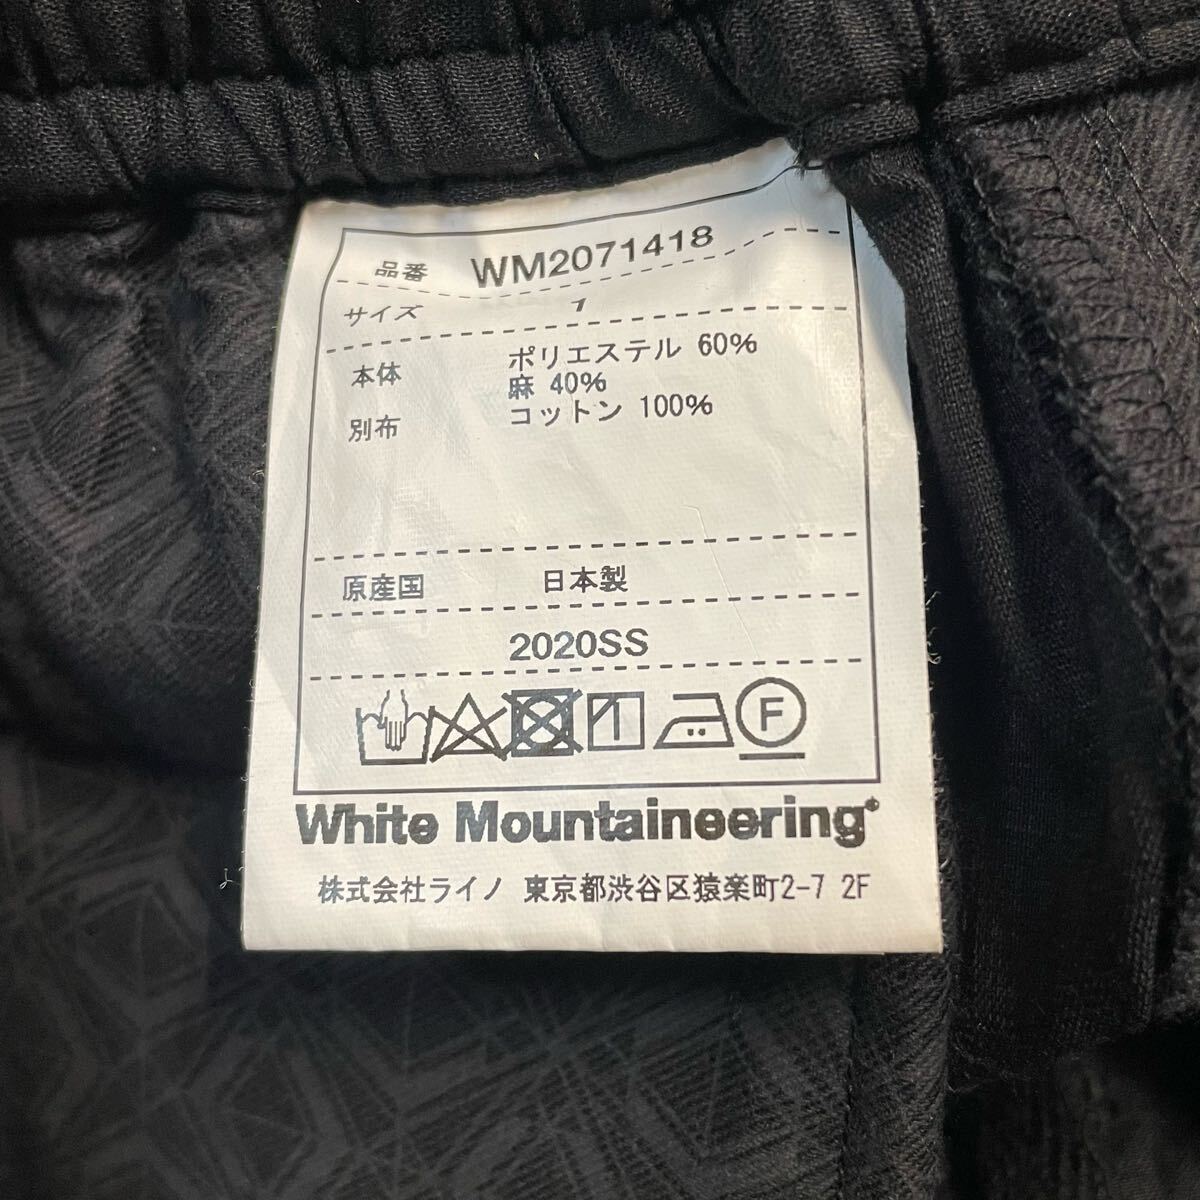 品番 WM2071418
サイズ 1
本体 ポリエステル 60%
麻 40%
別布 コットン 100%
原産国 日本製
2020SS
F
White Mountaineering®
株式会社ライノ 東京都渋谷区猿楽町2-7 2F